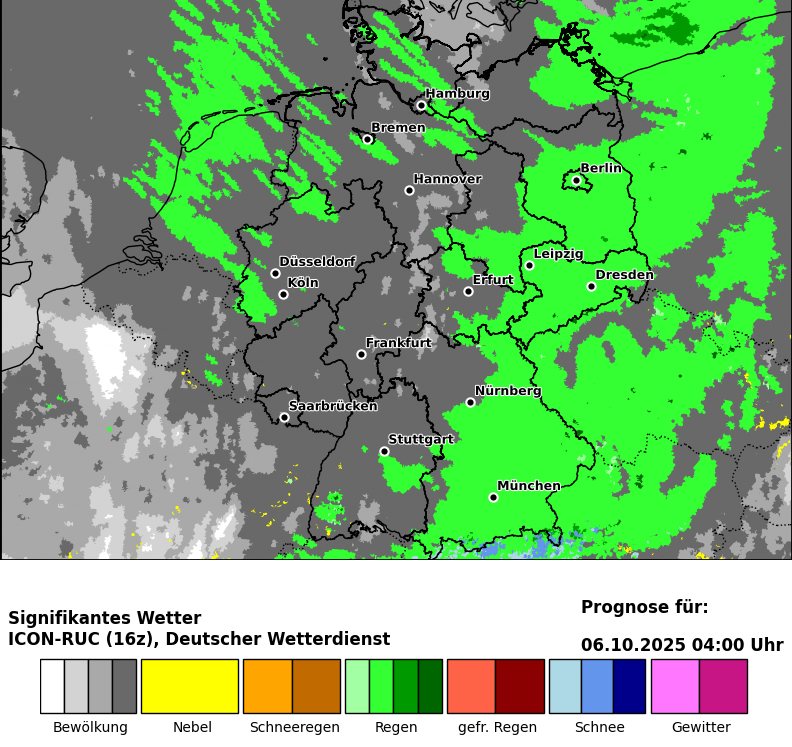 Hamburg
Bremen
Berlin
Hannover
Leipzig
Düsseldorf
Dresden
Köln
Erfurt
Frankfurt
Nürnberg
Saarbrücken
Stuttgart
München
Signifikantes Wetter
ICON-RUC (16z), Deutscher Wetterdienst
Prognose für:
06.10.2025 04:00 Uhr
Bewölkung
Nebel
Schneeregen
Regen
gefr. Regen
Schnee
Gewitter